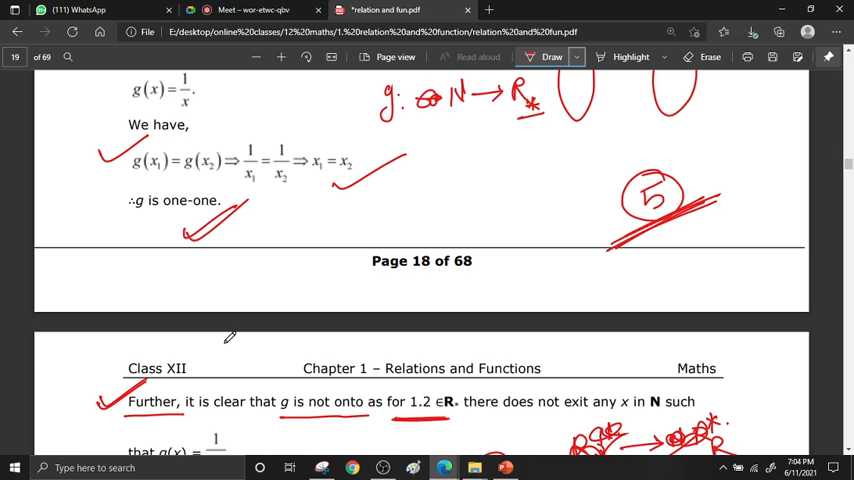 (111) WhatsApp
Meet – wor-etwc-qbv
*relation and fun.pdf
File
E:/desktop/online%20classes/12%20maths/1.%20relation%20and%20function/relation%20and%20fun.pdf
19 of 69
Page view
Read aloud
Draw
Highlight
Erase
g(x) = 1/x.
g: N → R*
We have,
g(x₁) = g(x₂) ⇒ 1/x₁ = 1/x₂ ⇒ x₁ = x₂
∴g is one-one.
5
Page 18 of 68
Class XII
Chapter 1 – Relations and Functions
Maths
Further, it is clear that g is not onto as for 1.2 ∈R* there does not exit any x in N such
that g(x) = 1
Type here to search
7:04 PM
6/11/2021